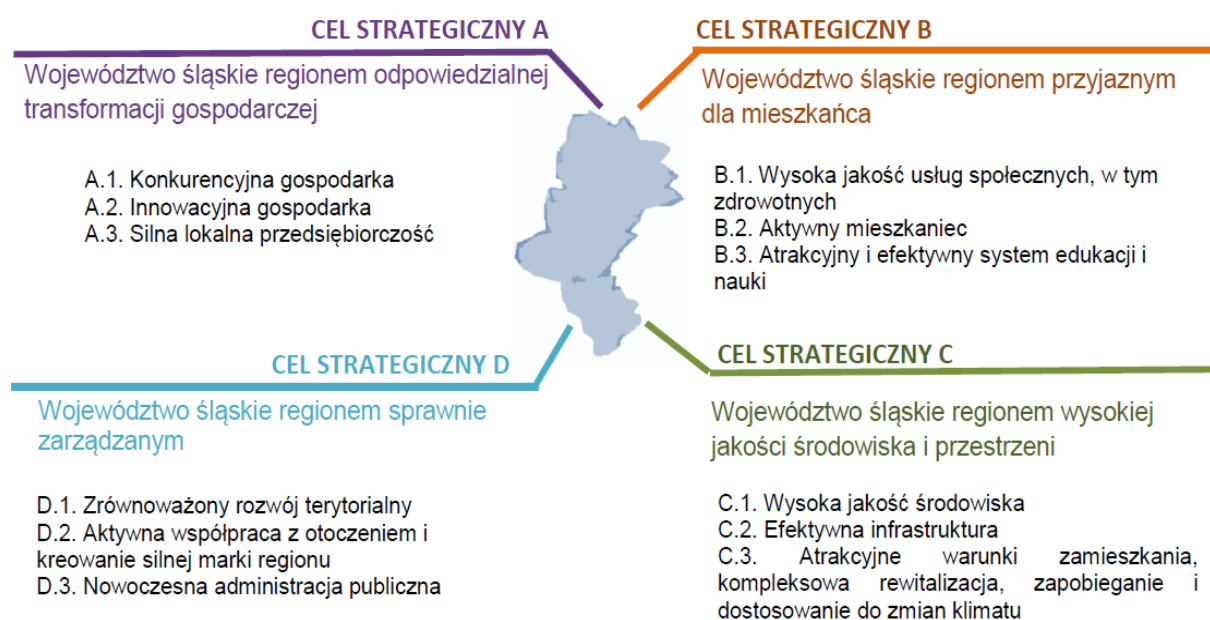 CEL STRATEGICZNY A
Województwo śląskie regionem odpowiedzialnej
transformacji gospodarczej
A.1. Konkurencyjna gospodarka
A.2. Innowacyjna gospodarka
A.3. Silna lokalna przedsiębiorczość
CEL STRATEGICZNY B
Województwo śląskie regionem przyjaznym
dla mieszkańca
B.1. Wysoka jakość usług społecznych, w tym
zdrowotnych
B.2. Aktywny mieszkaniec
B.3. Atrakcyjny i efektywny system edukacji i
nauki
CEL STRATEGICZNY D
Województwo śląskie regionem sprawnie
zarządzanym
D.1. Zrównoważony rozwój terytorialny
D.2. Aktywna współpraca z otoczeniem i
kreowanie silnej marki regionu
D.3. Nowoczesna administracja publiczna
CEL STRATEGICZNY C
Województwo śląskie regionem wysokiej
jakości środowiska i przestrzeni
C.1. Wysoka jakość środowiska
C.2. Efektywna infrastruktura
C.3. Atrakcyjne warunki zamieszkania,
kompleksowa rewitalizacja, zapobieganie i
dostosowanie do zmian klimatu